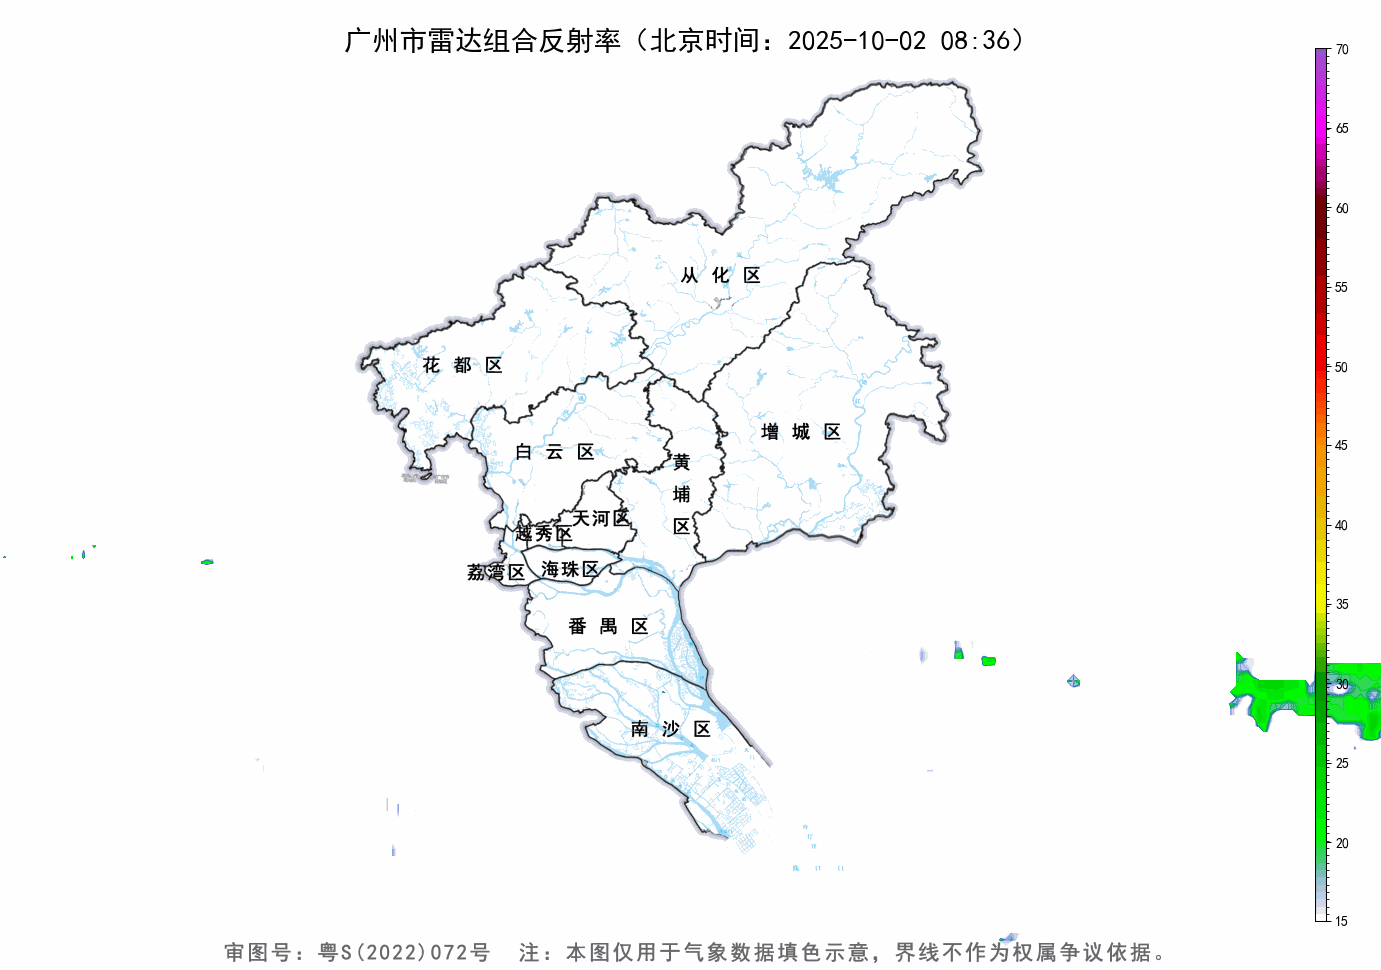 广州市雷达组合反射率（北京时间：2025-10-02 08:36）
70
65
60
55
50
45
40
35
30
25
20
15
从化区
花都区
增城区
白云区
黄埔区
天河区
越秀区
海珠区
荔湾区
番禺区
南沙区
审图号：粤S(2022)072号 注：本图仅用于气象数据填色示意，界线不作为权属争议依据。